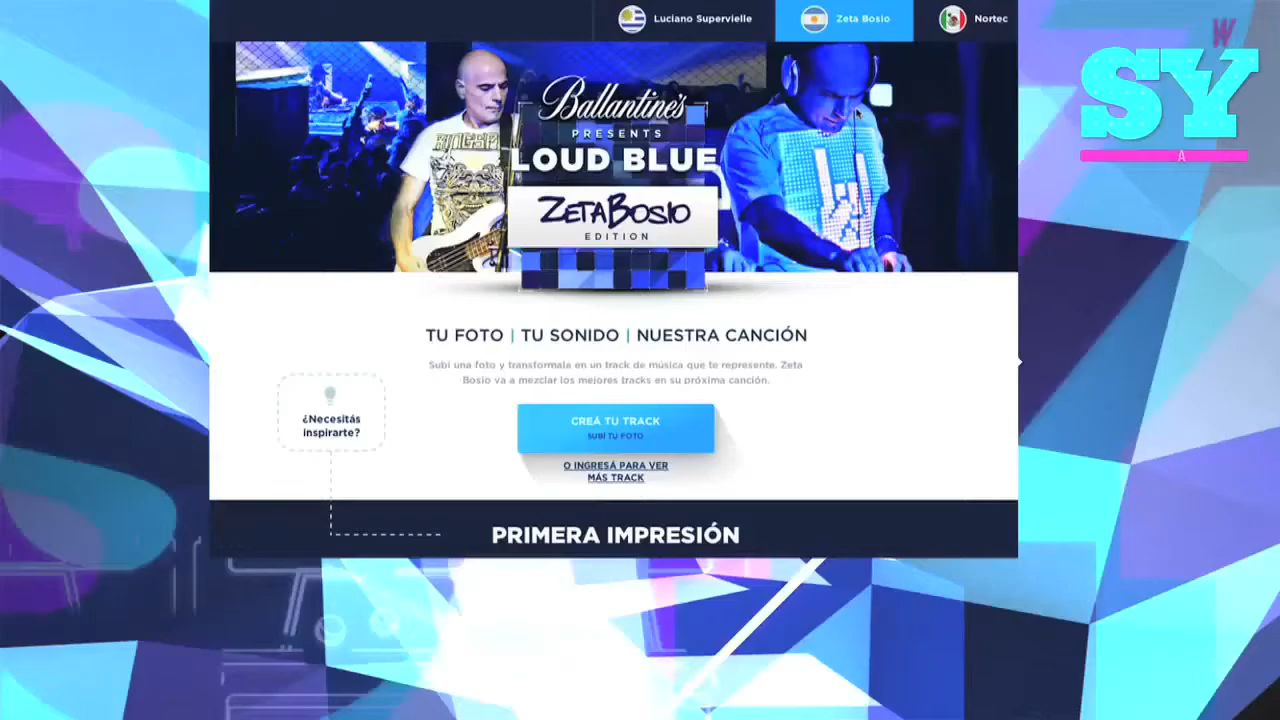 Luciano Supervielle
Zeta Bosio
Nortec
W
SY
A
Ballantine's
PRESENTS
LOUD BLUE
ZETABOSIO
EDITION
TU FOTO | TU SONIDO | NUESTRA CANCIÓN
Subí una foto y transformala en un track de música que te represente. Zeta
Bosio va a mezclar los mejores tracks en su próxima canción.
¿Necesitás
inspirarte?
CREÁ TU TRACK
SUBÍ TU FOTO
O INGRESÁ PARA VER
MÁS TRACK
PRIMERA IMPRESIÓN